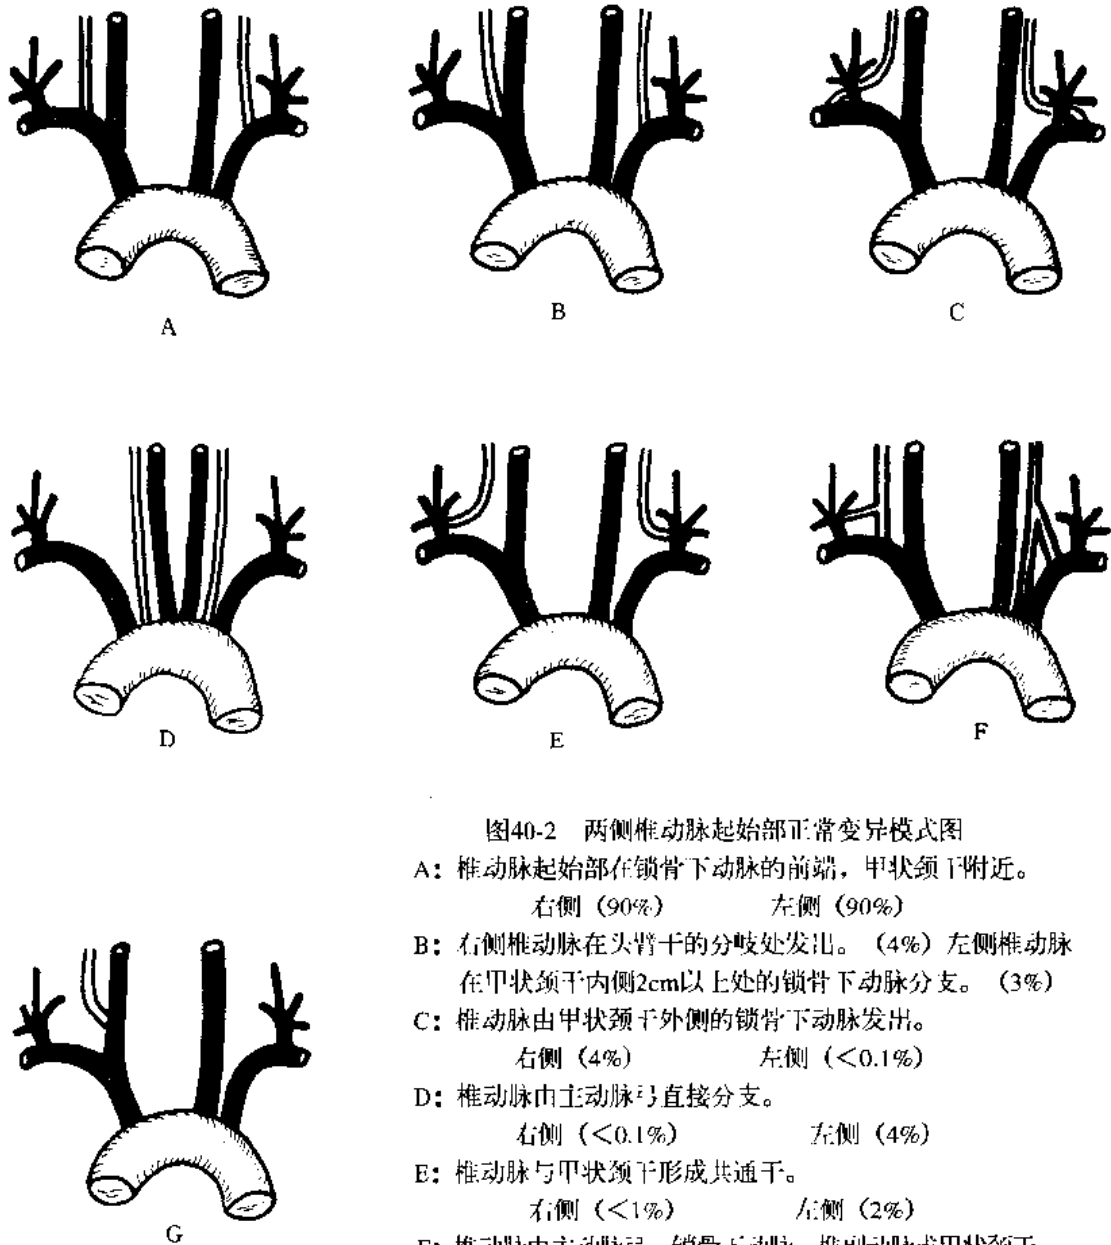 A
B
C
D
E
F
G
图40-2 两侧椎动脉起始部正常变异模式图
A：椎动脉起始部在锁骨下动脉的前端，甲状颈干附近。
右侧（90%） 左侧（90%）
B：右侧椎动脉在头臂干的分岐处发出。（4%）左侧椎动脉
在甲状颈干内侧2cm以上处的锁骨下动脉分支。（3%）
C：椎动脉由甲状颈干外侧的锁骨下动脉发出。
右侧（4%） 左侧（<0.1%）
D：椎动脉由主动脉弓直接分支。
右侧（<0.1%） 左侧（4%）
E：椎动脉与甲状颈干形成共通干。
右侧（<1%） 左侧（2%）